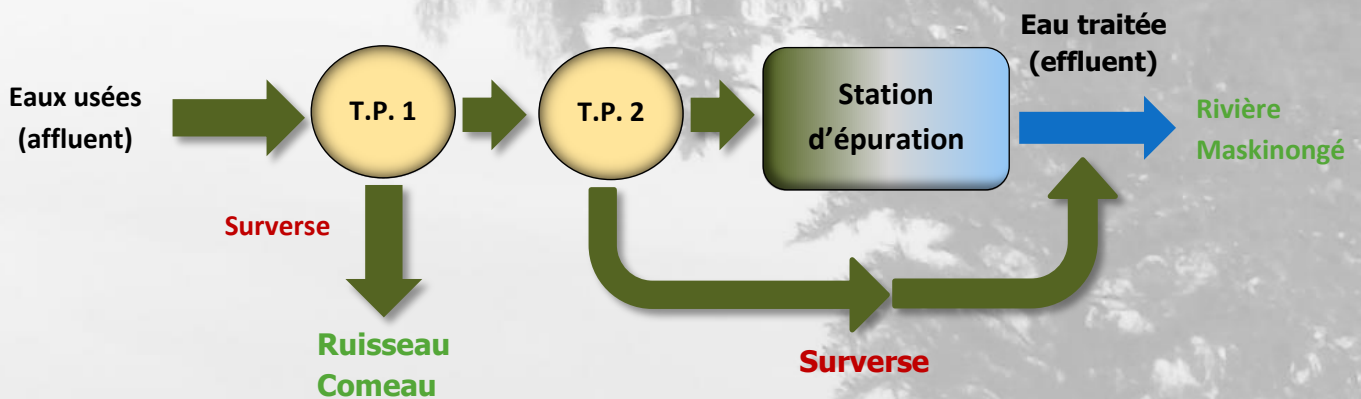 Eaux usées
(affluent)
T.P. 1
T.P. 2
Station
d’épuration
Eau traitée
(effluent)
Rivière
Maskinongé
Surverse
Ruisseau
Comeau
Surverse